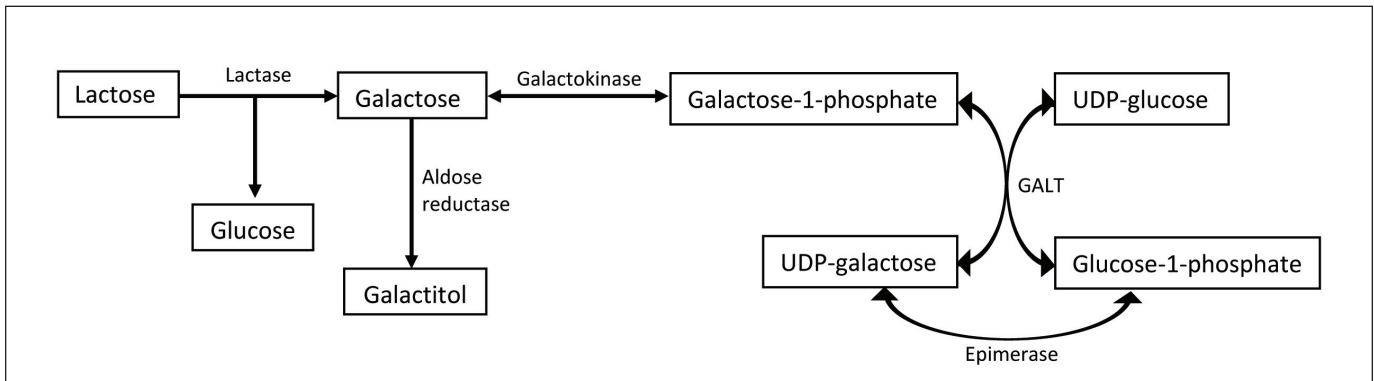 Lactase
Galactokinase
Lactose
Galactose
Galactose-1-phosphate
UDP-glucose
Aldose
reductase
GALT
Glucose
UDP-galactose
Glucose-1-phosphate
Galactitol
Epimerase